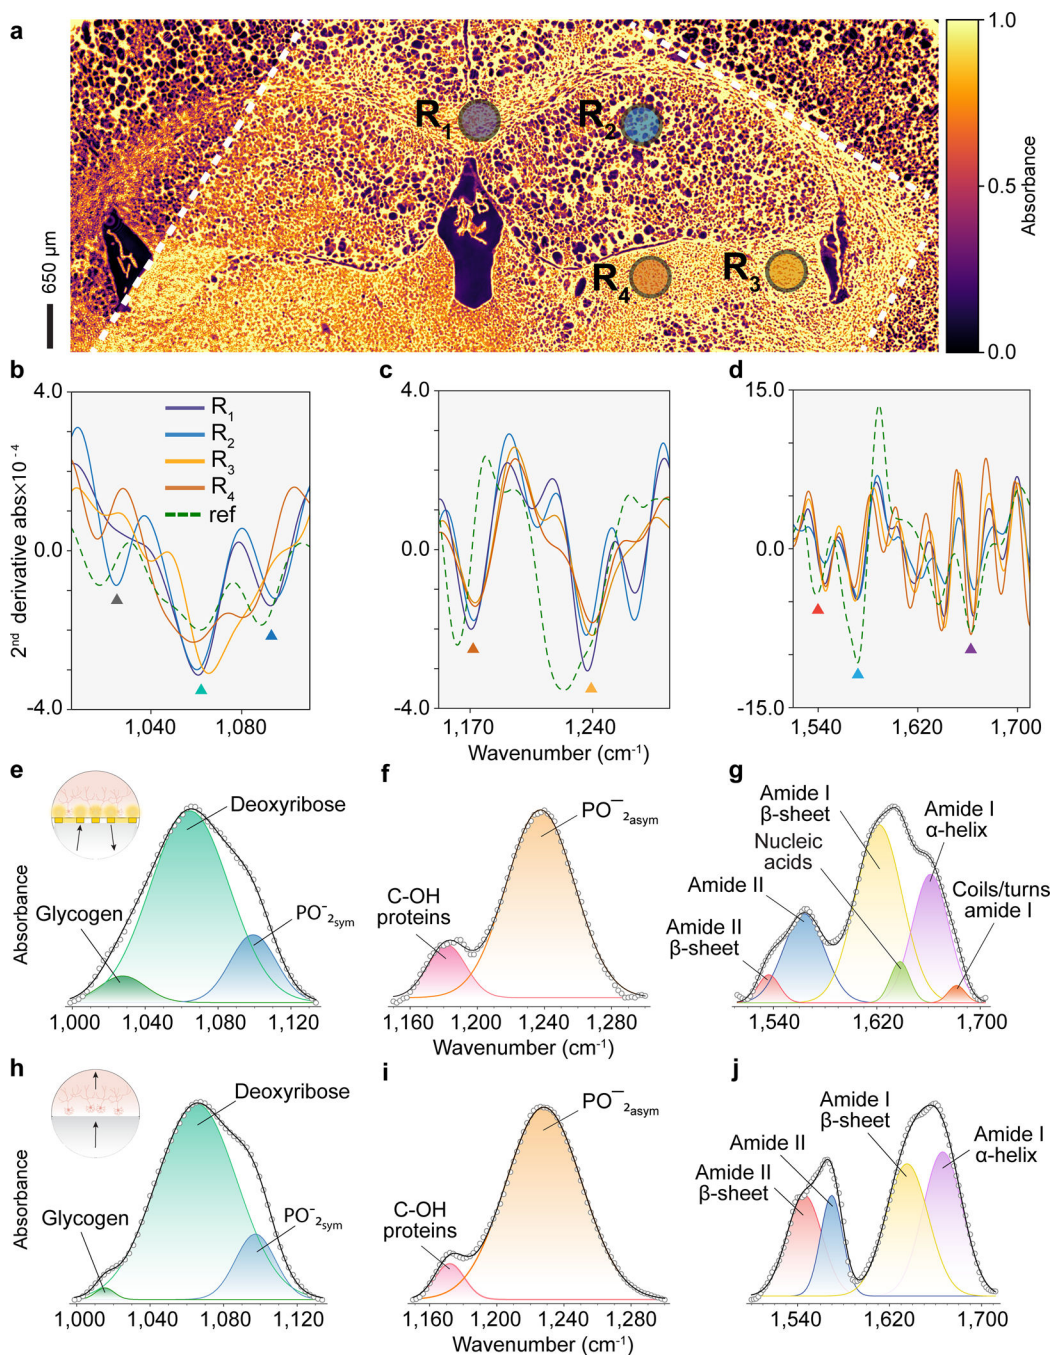 a
R1
R2
R4
R3
650 µm
1.0
0.5
0.0
Absorbance
b
c
d
4.0
0.0
-4.0
2nd derivative abs×10-4
R1
R2
R3
R4
ref
1,040
1,080
4.0
0.0
-4.0
1,170
1,240
Wavenumber (cm-1)
15.0
0.0
-15.0
1,540
1,620
1,700
e
f
g
Absorbance
Deoxyribose
Glycogen
PO-2sym
1,000
1,040
1,080
1,120
PO-2asym
C-OH
proteins
1,160
1,200
1,240
1,280
Wavenumber (cm-1)
Amide I
β-sheet
Nucleic
acids
Amide I
α-helix
Amide II
Amide II
β-sheet
Coils/turns
amide I
1,540
1,620
1,700
h
i
j
Absorbance
Deoxyribose
Glycogen
PO-2sym
1,000
1,040
1,080
1,120
PO-2asym
C-OH
proteins
1,160
1,200
1,240
1,280
Wavenumber (cm-1)
Amide I
β-sheet
Amide II
Amide II
β-sheet
Amide I
α-helix
1,540
1,620
1,700